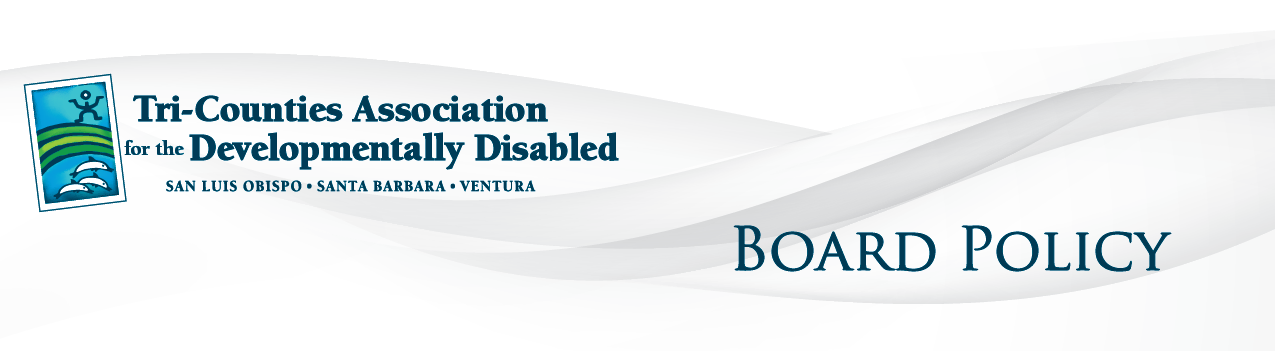 Tri-Counties Association
for the Developmentally Disabled
SAN LUIS OBISPO • SANTA BARBARA • VENTURA
BOARD POLICY